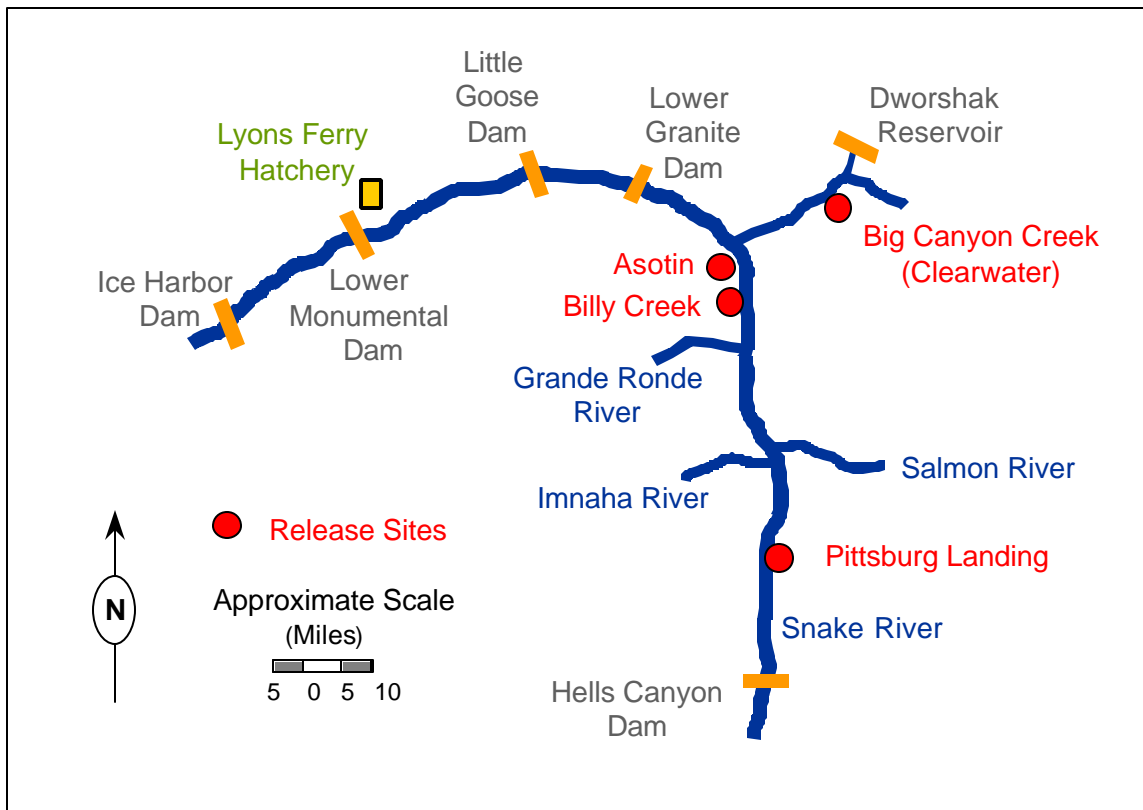 Little
Goose
Dam
Lower
Granite
Dam
Dworshak
Reservoir
Lyons Ferry
Hatchery
Big Canyon Creek
(Clearwater)
Asotin
Billy Creek
Ice Harbor
Dam
Lower
Monumental
Dam
Grande Ronde
River
Salmon River
Imnaha River
Release Sites
Pittsburg Landing
N
Approximate Scale
(Miles)
5 0 5 10
Snake River
Hells Canyon
Dam